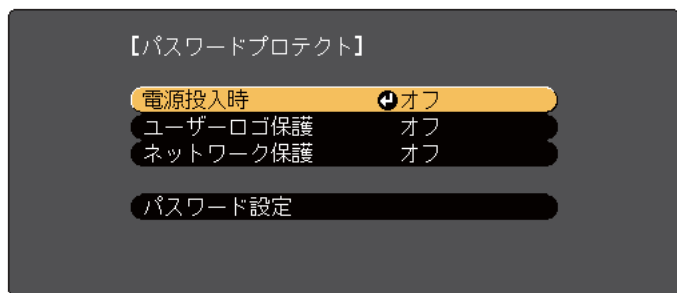 【パスワードプロテクト】
電源投入時 オフ
ユーザーロゴ保護 オフ
ネットワーク保護 オフ
パスワード設定